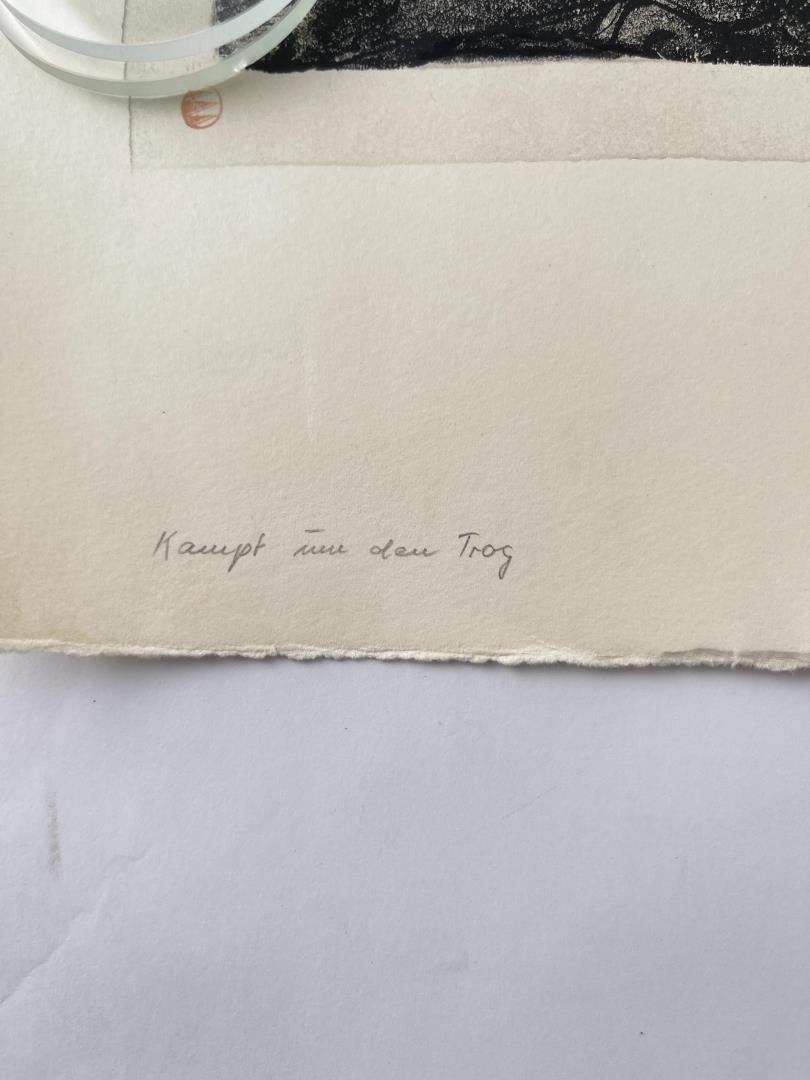 Kampf um den Trog